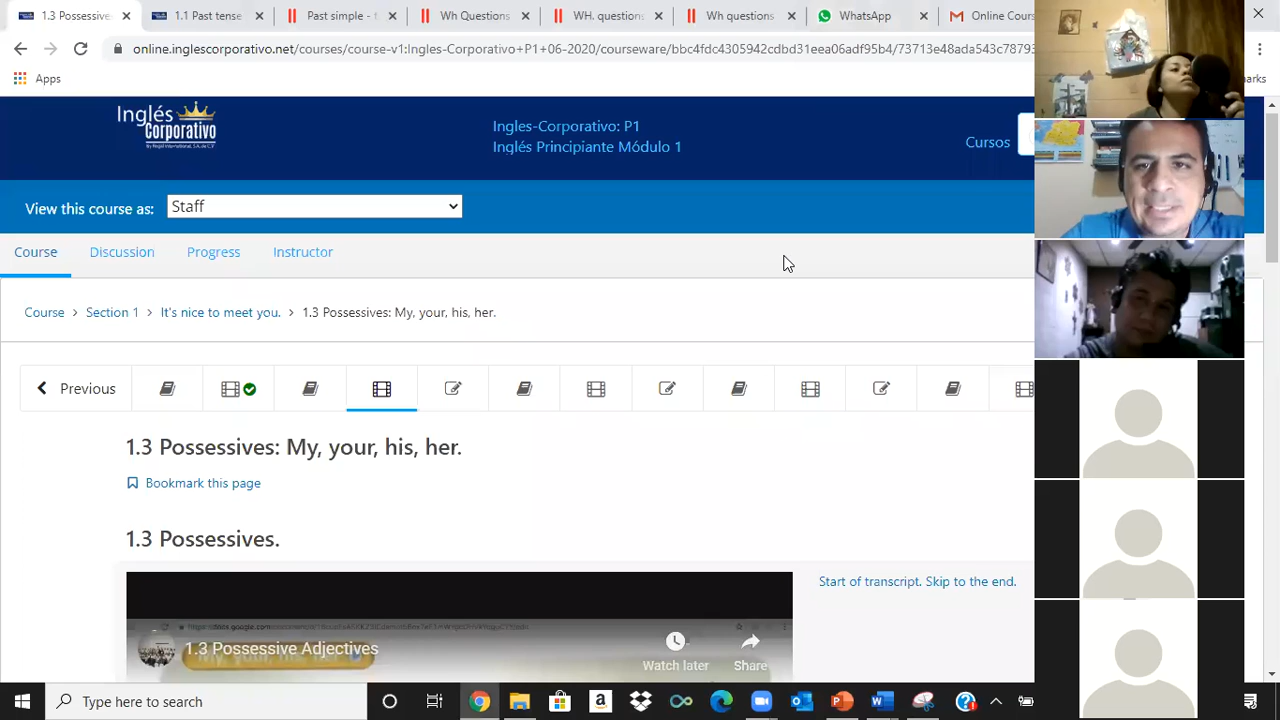 1.3 Possessive
1.1 Past tense
Past simple
Wh Questions
WH. questions
Wh questions
WhatsApp
Online Cours
online.inglescorporativo.net/courses/course-v1:Ingles-Corporativo+P1+06-2020/courseware/bbc4fdc4305942cdbd31eea06adc95b4/73713e48ada543c78793
Apps
Inglés
Corporativo
Ingles-Corporativo: P1
Inglés Principiante Módulo 1
Cursos
View this course as:
Staff
Course
Discussion
Progress
Instructor
Course > Section 1 > It's nice to meet you. > 1.3 Possessives: My, your, his, her.
Previous
1.3 Possessives: My, your, his, her.
Bookmark this page
1.3 Possessives.
Start of transcript. Skip to the end.
1.3 Possessive Adjectives
Watch later
Share
Type here to search